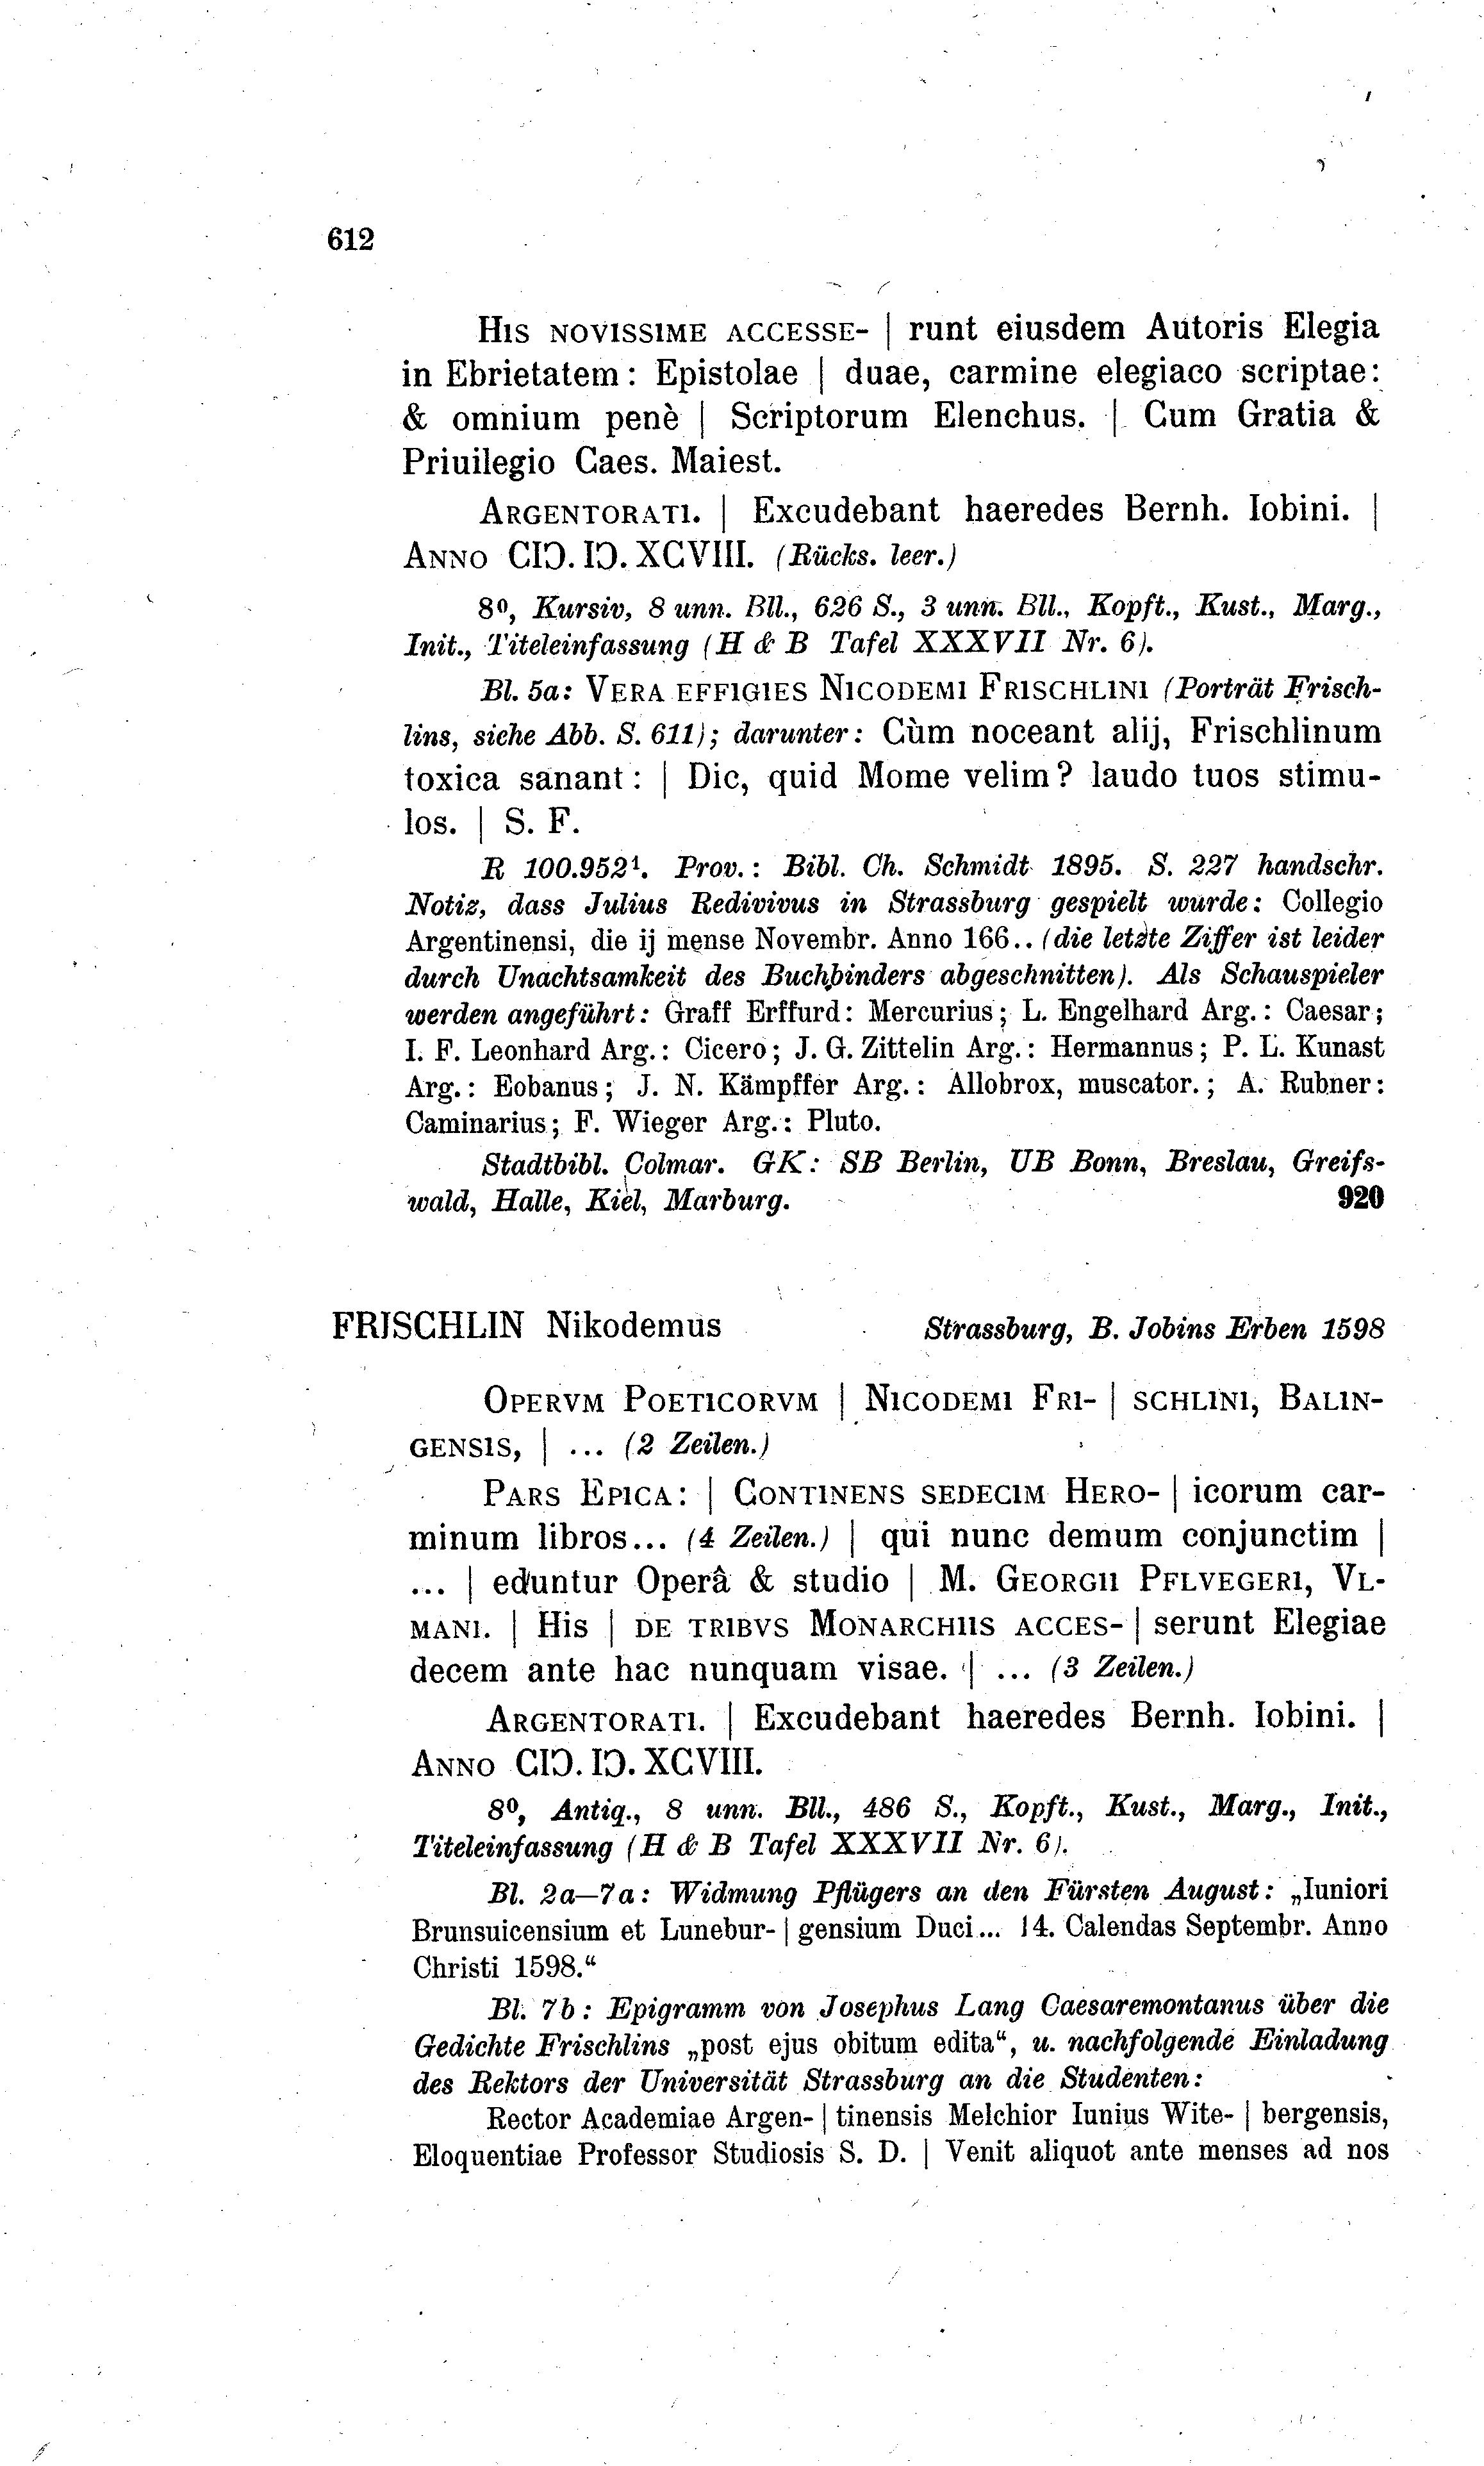 612
HIS NOVISSIME ACCESSE- | runt eiusdem Autoris Elegia
in Ebrietatem: Epistolae | duae, carmine elegiaco scriptae:
& omnium penè | Scriptorum Elenchus. | Cum Gratia &
Priuilegio Caes. Maiest.
ARGENTORATI. | Excudebant haeredes Bernh. Iobini. |
ANNO CIↃ.IↃ.XCVIII. (Rücks. leer.)
8⁰, Kursiv, 8 unn. Bll., 626 S., 3 unn. Bll., Kopft., Kust., Marg.,
Init., Titeleinfassung (H & B Tafel XXXVII Nr. 6).
Bl. 5a: VERA EFFIGIES NICODEMI FRISCHLINI (Porträt Frisch-
lins, siche Abb. S. 611); darunter: Cùm noceant alij, Frischlinum
toxica sanant: | Dic, quid Mome velim? laudo tuos stimu-
los. | S. F.
R 100.952¹. Prov.: Bibl. Ch. Schmidt 1895. S. 227 handschr.
Notiz, dass Julius Redivivus in Strassburg gespielt wurde: Collegio
Argentinensi, die ij mense Novembr. Anno 166.. (die letzte Ziffer ist leider
durch Unachtsamkeit des Buchbinders abgeschnitten). Als Schauspieler
werden angeführt: Graff Erffurd: Mercurius; L. Engelhard Arg.: Caesar;
I. F. Leonhard Arg.: Cicero; J. G. Zittelin Arg.: Hermannus; P. L. Kunast
Arg.: Eobanus; J. N. Kämpffer Arg.: Allobrox, muscator.; A. Rubner:
Caminarius; F. Wieger Arg.: Pluto.
Stadtbibl. Colmar. GK: SB Berlin, UB Bonn, Breslau, Greifs-
wald, Halle, Kiel, Marburg. 920
FRISCHLIN Nikodemus Strassburg, B. Jobins Erben 1598
OPERVM POETICORVM | NICODEMI FRI- | SCHLINI, BALIN-
GENSIS, | ... (2 Zeilen.)
PARS EPICA: | CONTINENS SEDECIM HERO- | icorum car-
minum libros... (4 Zeilen.) | qui nunc demum conjunctim |
... | eduntur Operâ & studio | M. GEORGII PFLVEGERI, VL-
MANI. | His | DE TRIBVS MONARCHIIS ACCES- | serunt Elegiae
decem ante hac nunquam visae. | ... (3 Zeilen.)
ARGENTORATI. | Excudebant haeredes Bernh. Iobini. |
ANNO CIↃ.IↃ.XCVIII.
8⁰, Antiq., 8 unn. Bll., 486 S., Kopft., Kust., Marg., Init.,
Titeleinfassung (H & B Tafel XXXVII Nr. 6).
Bl. 2a—7a: Widmung Pflügers an den Fürsten August: „Iuniori
Brunsuicensium et Lunebur- | gensium Duci... 14. Calendas Septembr. Anno
Christi 1598.“
Bl. 7b: Epigramm von Josephus Lang Caesaremontanus über die
Gedichte Frischlins „post ejus obitum edita“, u. nachfolgende Einladung
des Rektors der Universität Strassburg an die Studenten:
Rector Academiae Argen- | tinensis Melchior Iunius Wite- | bergensis,
Eloquentiae Professor Studiosis S. D. | Venit aliquot ante menses ad nos